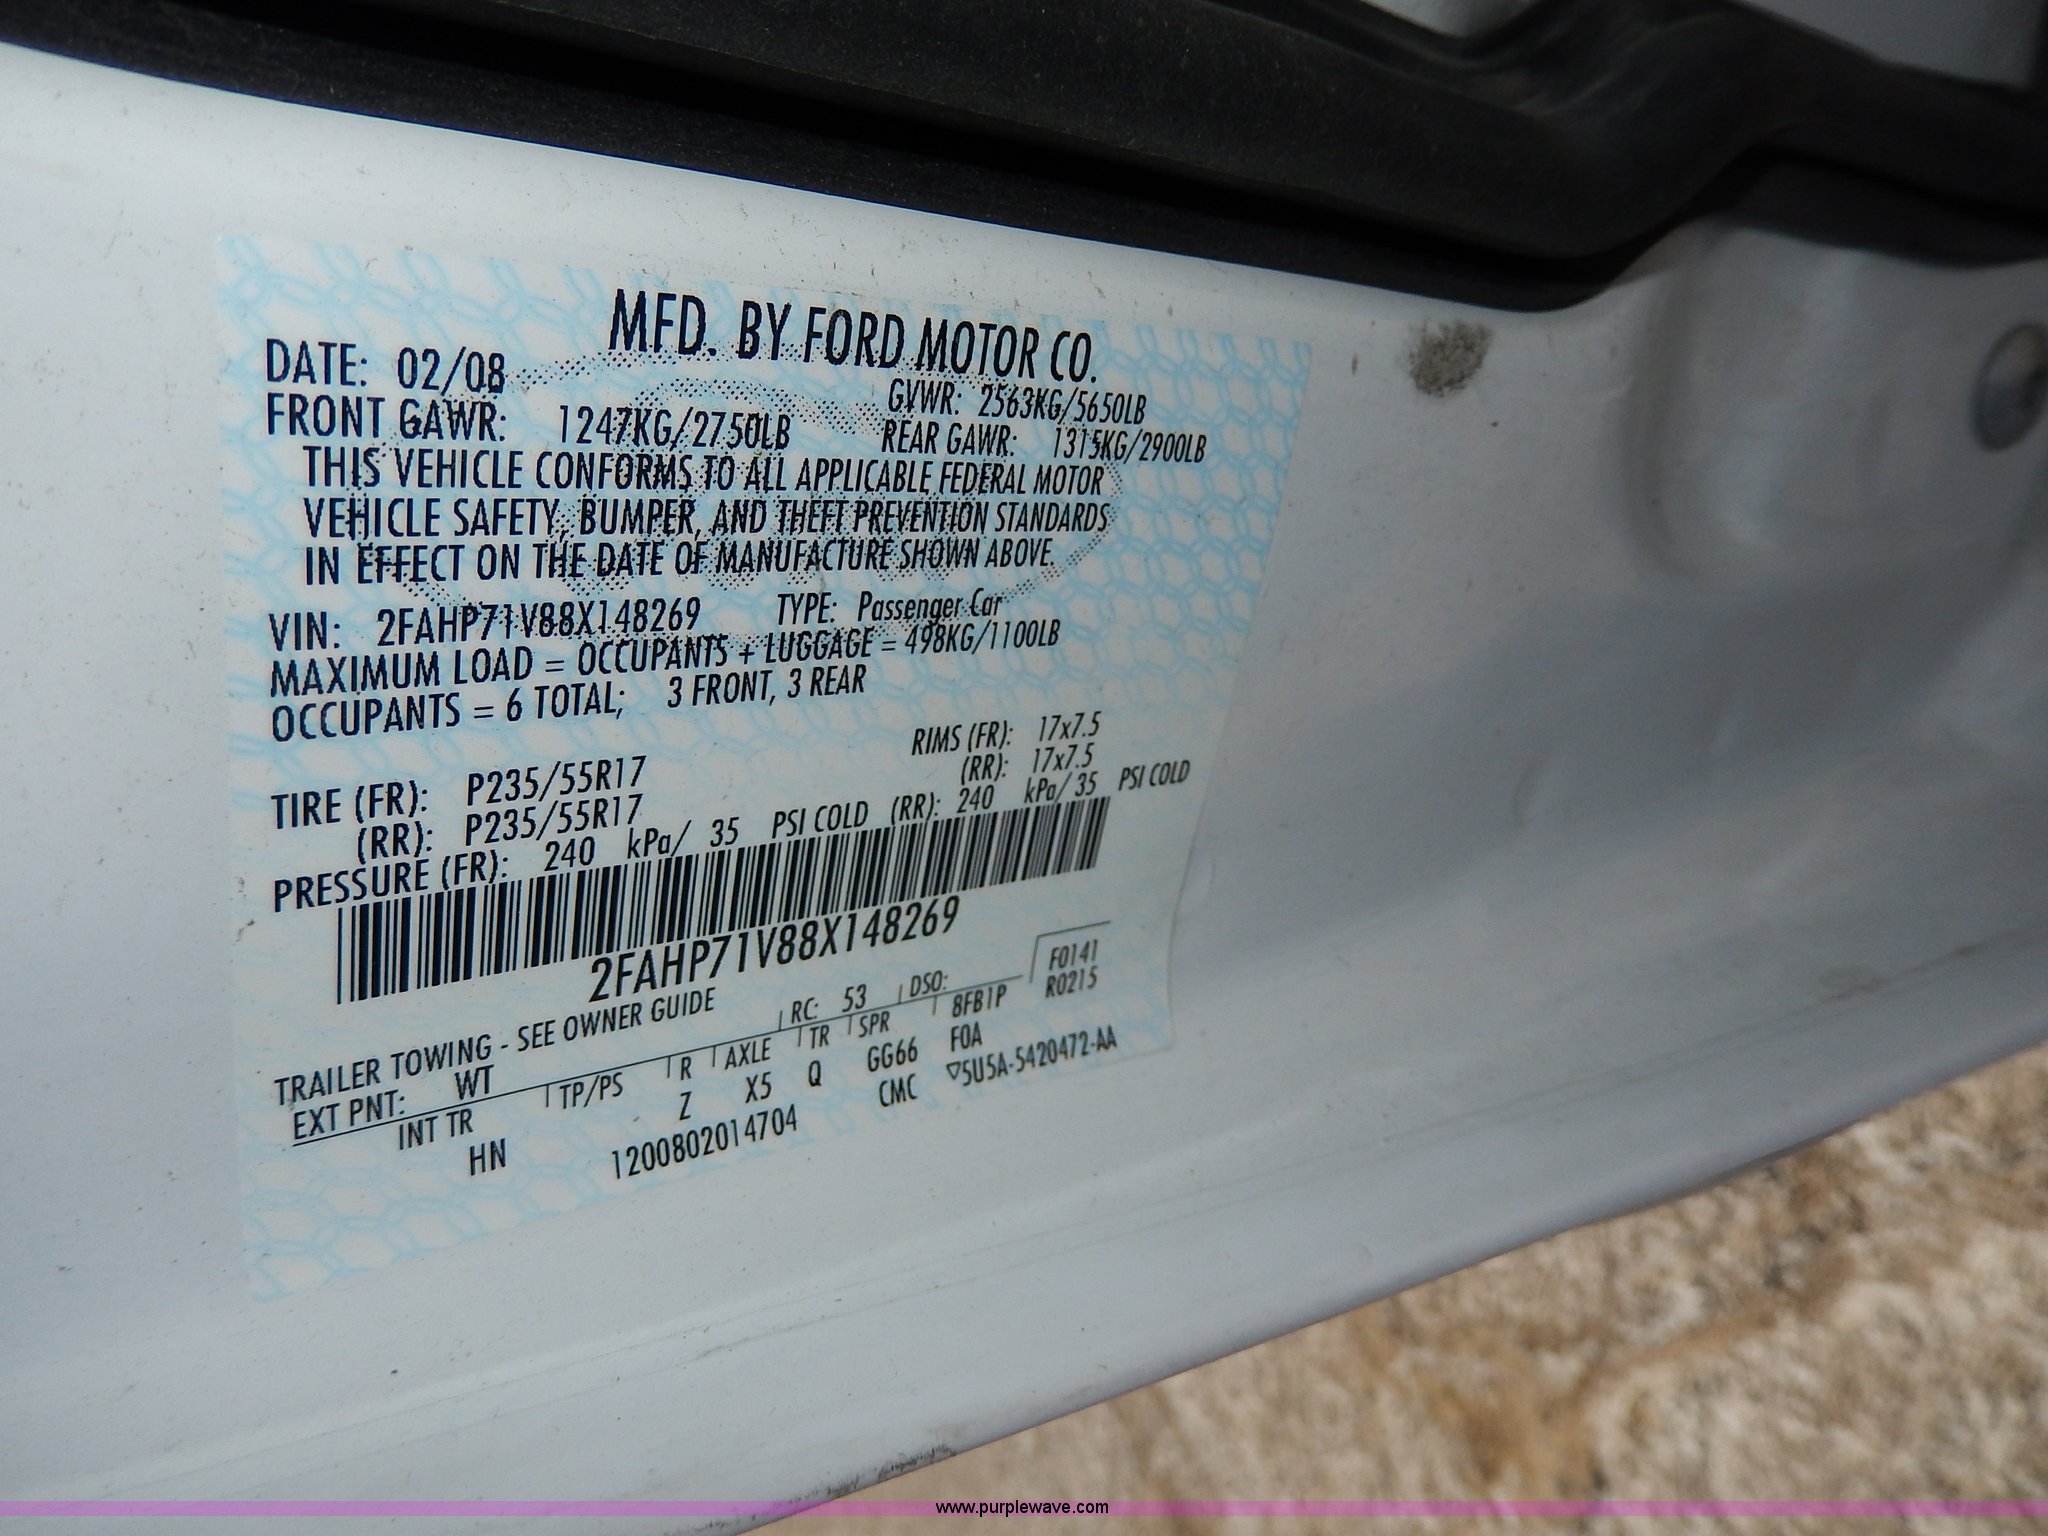 MFD. BY FORD MOTOR CO.
DATE: 02/08 GVWR: 2563KG/5650LB
FRONT GAWR: 1247KG/2750LB REAR GAWR: 1315KG/2900LB
THIS VEHICLE CONFORMS TO ALL APPLICABLE FEDERAL MOTOR
VEHICLE SAFETY, BUMPER, AND THEFT PREVENTION STANDARDS
IN EFFECT ON THE DATE OF MANUFACTURE SHOWN ABOVE.
VIN: 2FAHP71V88X148269 TYPE: Passenger Car
MAXIMUM LOAD = OCCUPANTS + LUGGAGE = 498KG/1100LB
OCCUPANTS = 6 TOTAL; 3 FRONT, 3 REAR
TIRE (FR): P235/55R17 RIMS (FR): 17x7.5
(RR): P235/55R17 (RR): 17x7.5
PRESSURE (FR): 240 kPa/ 35 PSI COLD (RR): 240 kPa/ 35 PSI COLD
2FAHP71V88X148269
TRAILER TOWING - SEE OWNER GUIDE F0141
EXT PNT: WT RC: 53 DSO: R0215
INT TR TP/PS R AXLE TR SPR 8FB1P
HN Z X5 Q GG66 F0A
1200802014704 CMC ▽5U5A-5420472-AA
www.purplewave.com